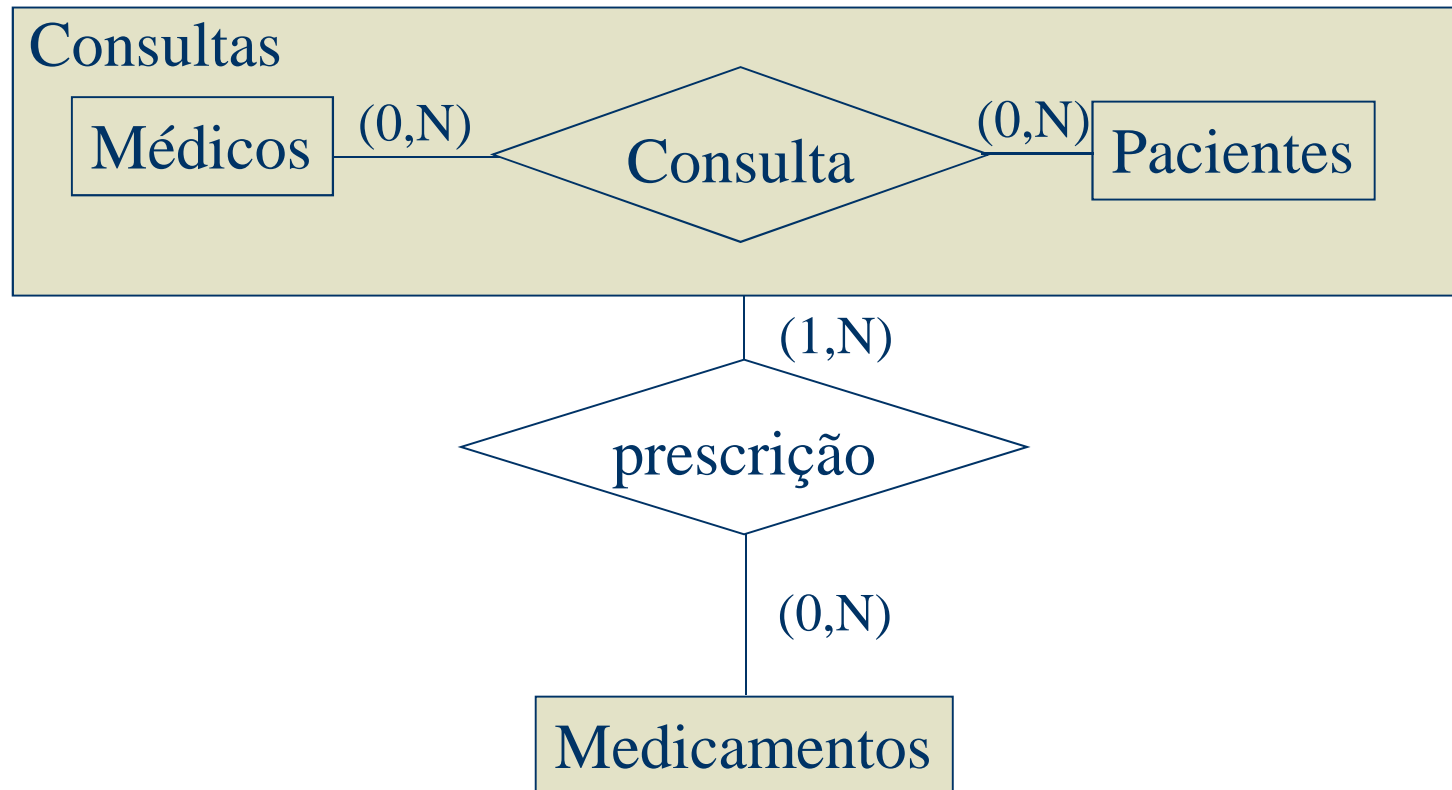 Consultas
Médicos
(0,N)
Consulta
(0,N)
Pacientes
(1,N)
prescrição
(0,N)
Medicamentos